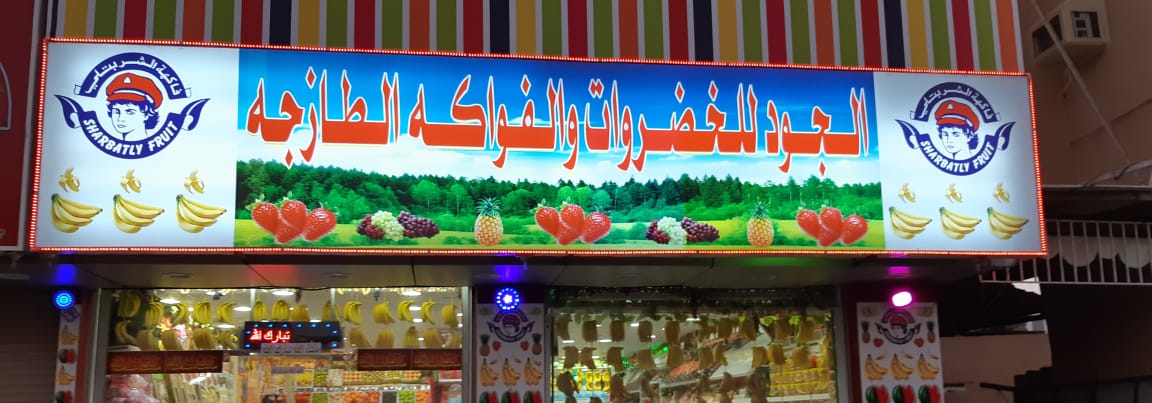 الجود للخضروات والفواكه الطازجه
فاكهة الشربتلي
SHARBATLY FRUIT
فاكهة الشربتلي
SHARBATLY FRUIT
تبارك الله